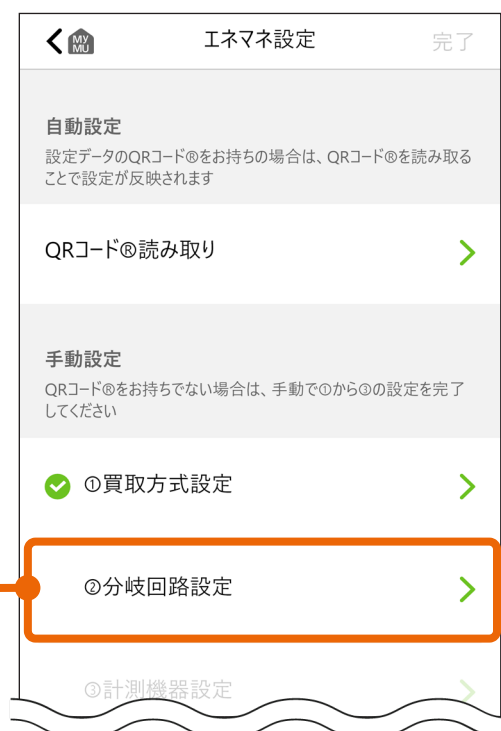 MY
MU
エネマネ設定
完了
自動設定
設定データのQRコード®をお持ちの場合は、QRコード®を読み取る
ことで設定が反映されます
QRコード®読み取り
手動設定
QRコード®をお持ちでない場合は、手動で①から③の設定を完了
してください
①買取方式設定
②分岐回路設定
③計測機器設定